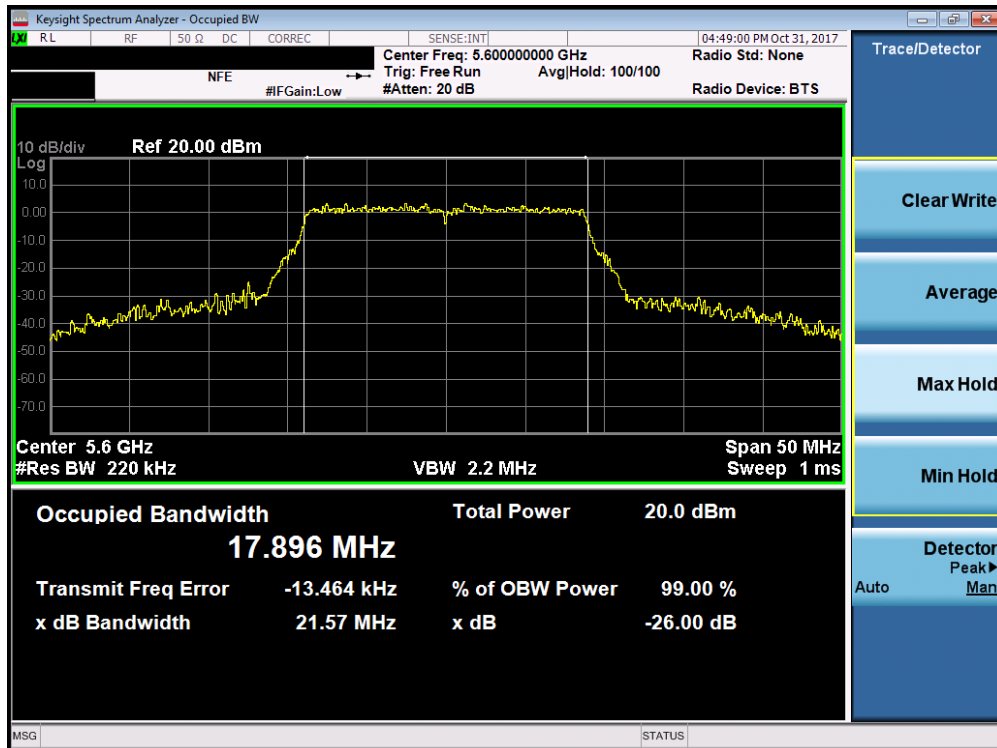 Keysight Spectrum Analyzer - Occupied BW
LXI RL RF 50 Ω DC CORREC SENSE:INT 04:49:00 PM Oct 31, 2017
Center Freq: 5.600000000 GHz Radio Std: None
NFE Trig: Free Run Avg|Hold: 100/100
#IFGain:Low #Atten: 20 dB Radio Device: BTS
10 dB/div Ref 20.00 dBm
Log
10.0
0.00
-10.0
-20.0
-30.0
-40.0
-50.0
-60.0
-70.0
Center 5.6 GHz Span 50 MHz
#Res BW 220 kHz VBW 2.2 MHz Sweep 1 ms
Occupied Bandwidth Total Power 20.0 dBm
17.896 MHz
Transmit Freq Error -13.464 kHz % of OBW Power 99.00 %
x dB Bandwidth 21.57 MHz x dB -26.00 dB
MSG STATUS
Trace/Detector
Clear Write
Average
Max Hold
Min Hold
Detector
Peak▶
Auto Man